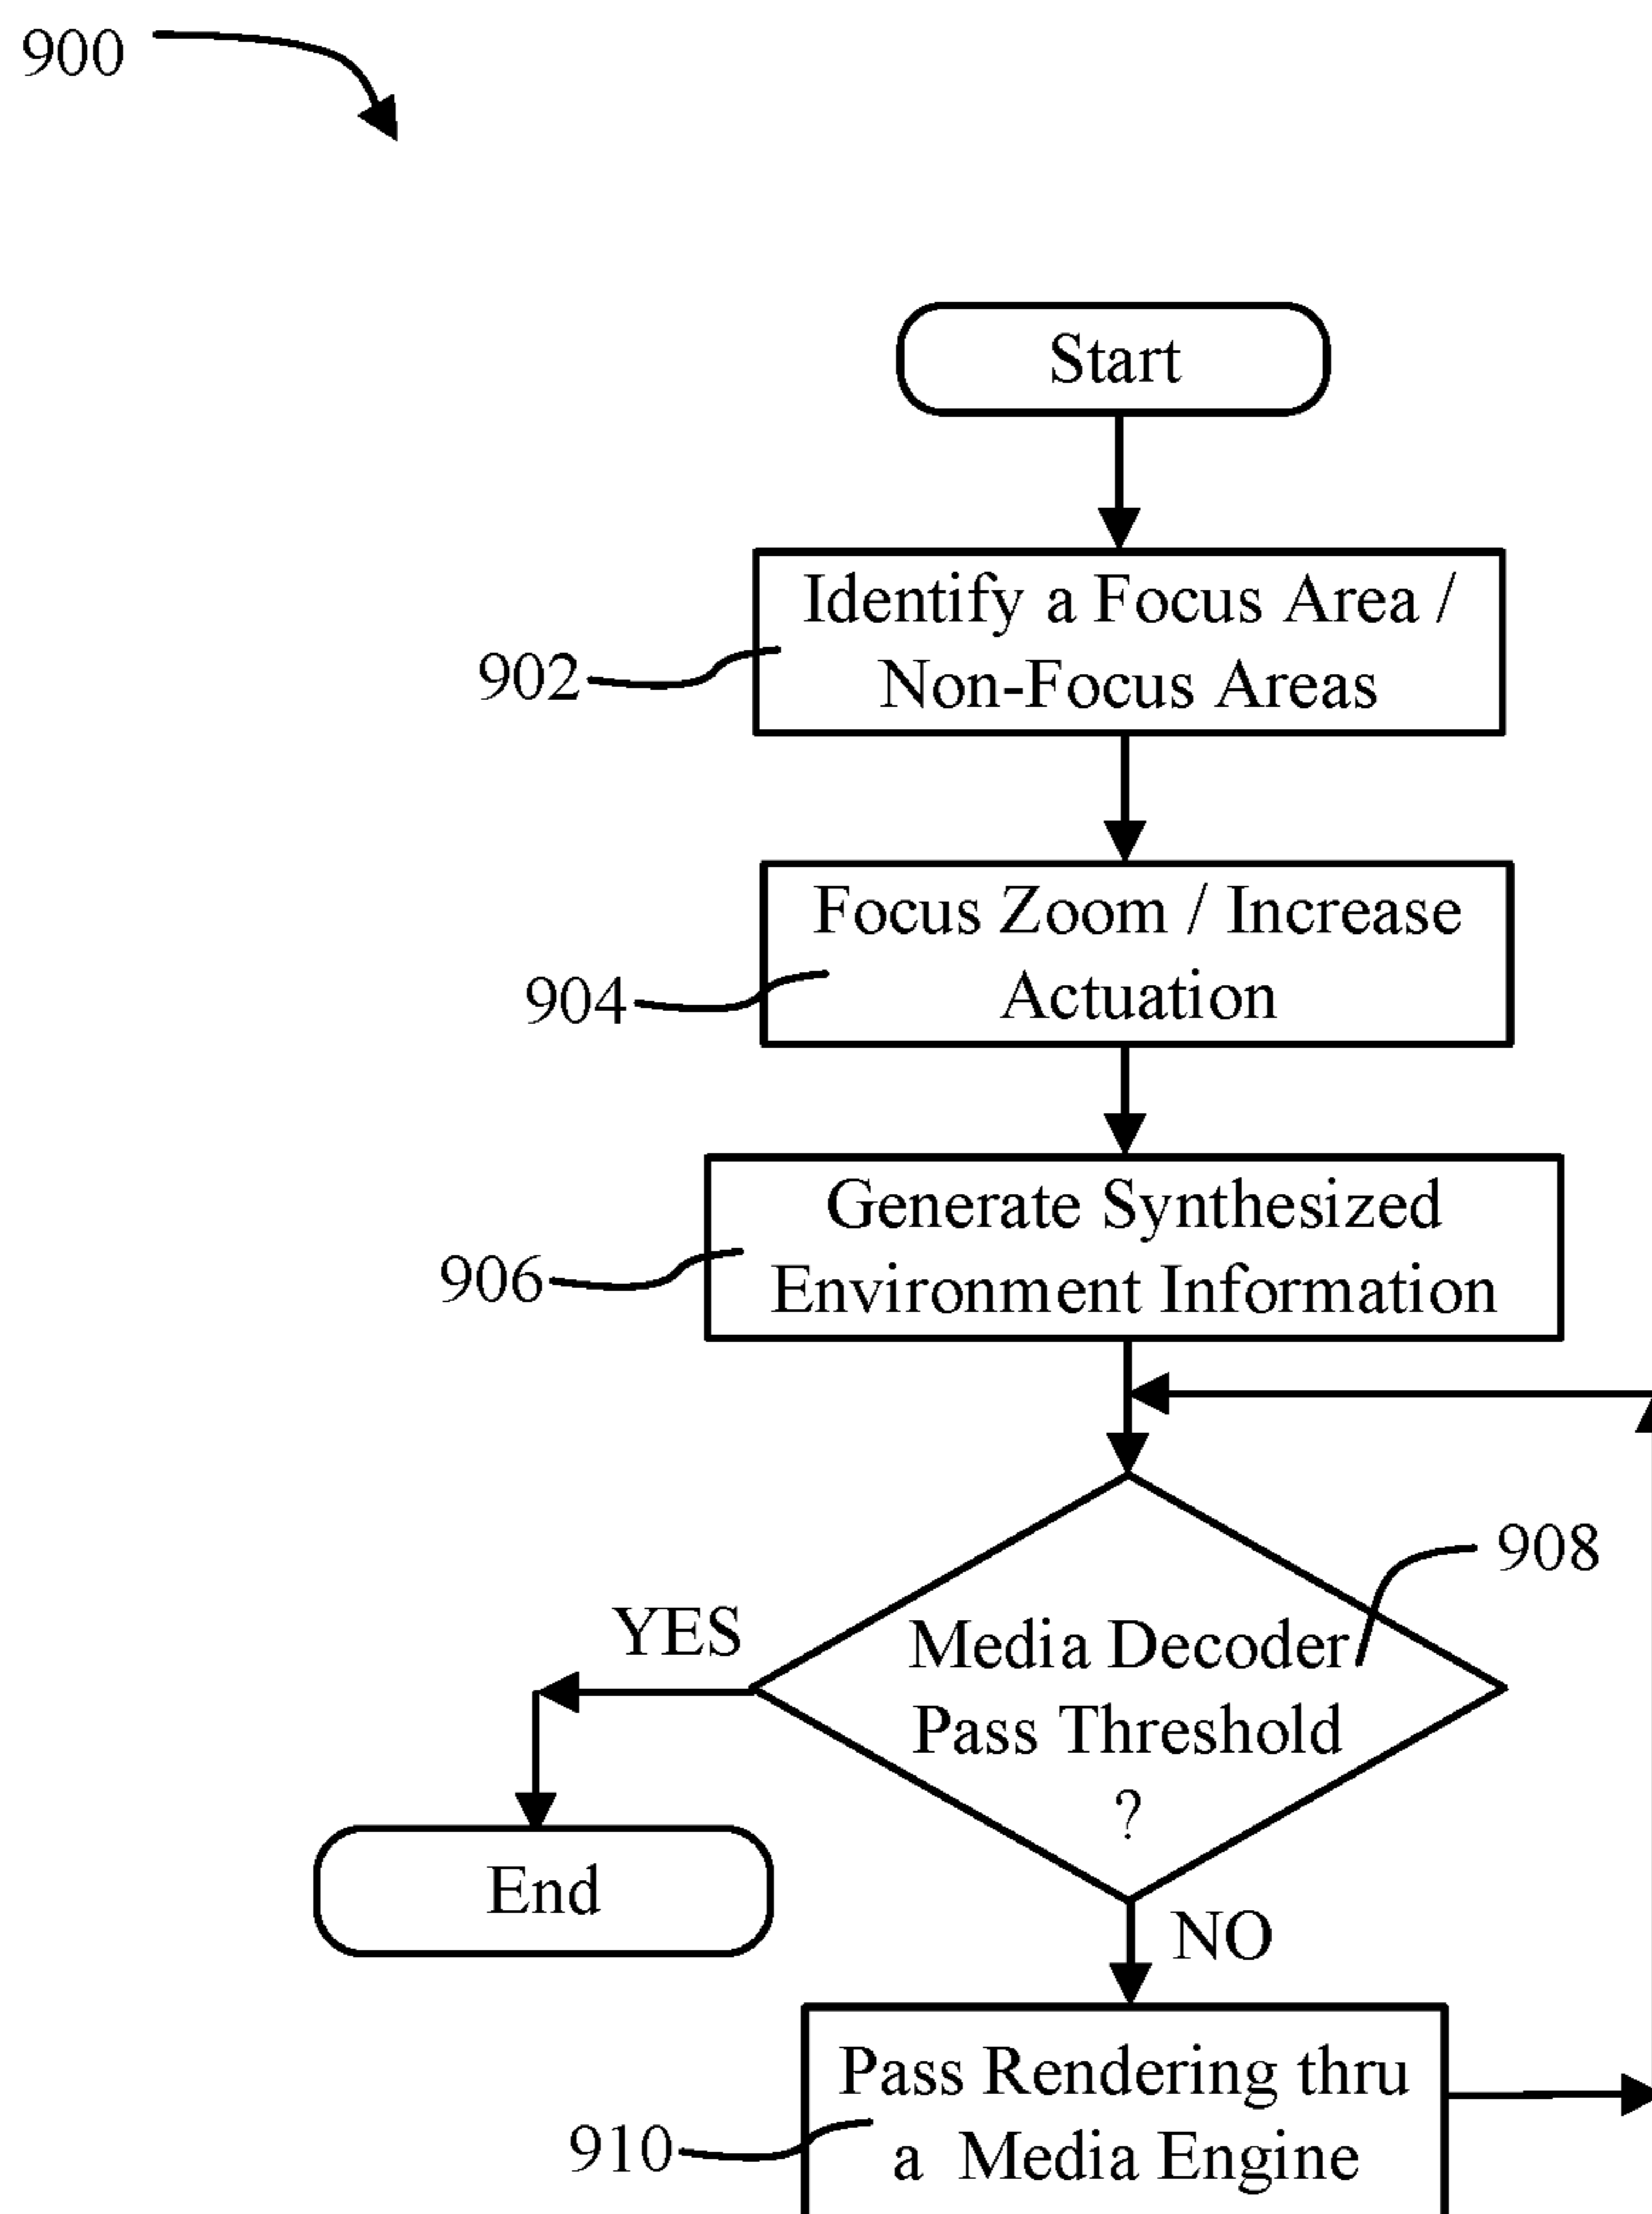 900
Start
Identify a Focus Area /
Non-Focus Areas
902
Focus Zoom / Increase
Actuation
904
Generate Synthesized
Environment Information
906
908
Media Decoder
Pass Threshold
?
YES
End
NO
Pass Rendering thru
a Media Engine
910